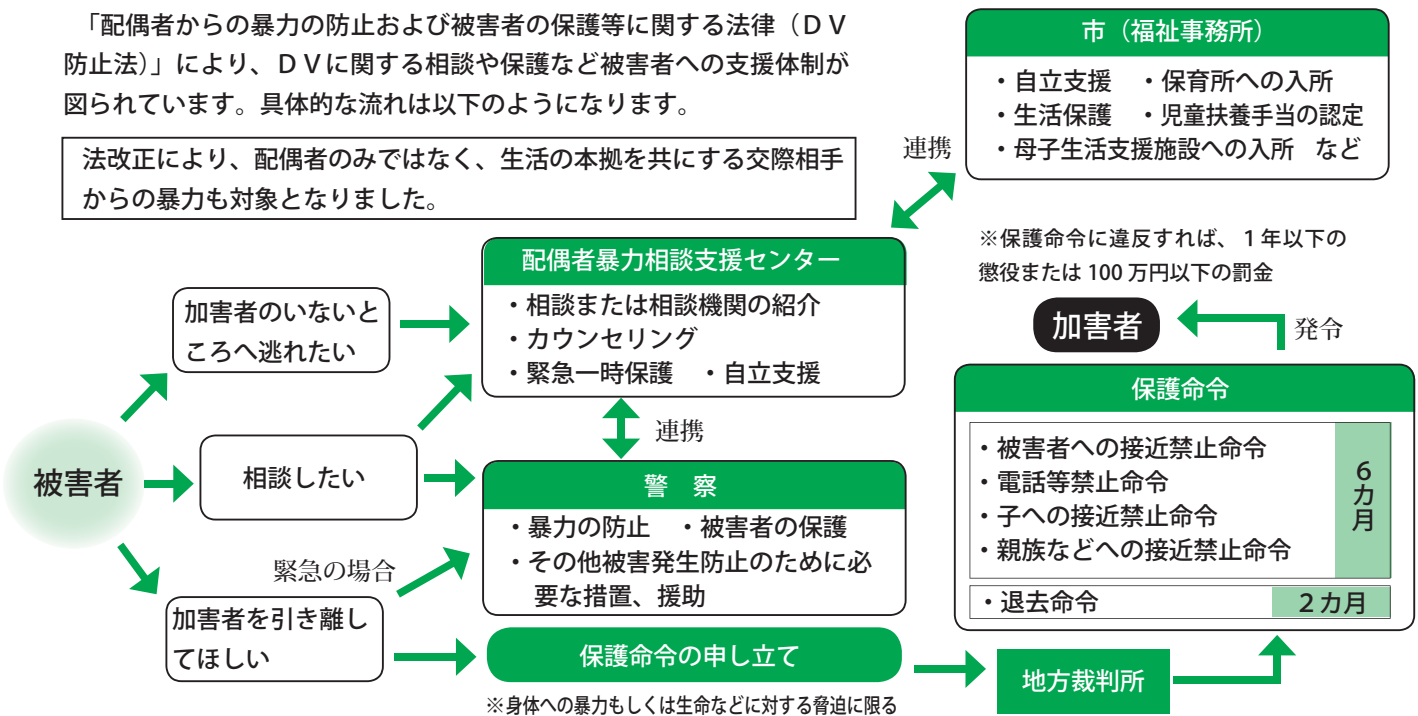 「配偶者からの暴力の防止および被害者の保護等に関する法律（ＤＶ
防止法）」により、ＤＶに関する相談や保護など被害者への支援体制が
図られています。具体的な流れは以下のようになります。
法改正により、配偶者のみではなく、生活の本拠を共にする交際相手
からの暴力も対象となりました。
市（福祉事務所）
・自立支援　・保育所への入所
・生活保護　・児童扶養手当の認定
・母子生活支援施設への入所　など
連携
配偶者暴力相談支援センター
・相談または相談機関の紹介
・カウンセリング
・緊急一時保護　・自立支援
加害者のいないと
ころへ逃れたい
被害者
相談したい
連携
警　察
・暴力の防止　・被害者の保護
・その他被害発生防止のために必
要な措置、援助
緊急の場合
加害者を引き離し
てほしい
保護命令の申し立て
※身体への暴力もしくは生命などに対する脅迫に限る
地方裁判所
※保護命令に違反すれば、１年以下の
懲役または 100 万円以下の罰金
加害者
発令
保護命令
・被害者への接近禁止命令
・電話等禁止命令
・子への接近禁止命令
・親族などへの接近禁止命令
６カ月
・退去命令
２カ月